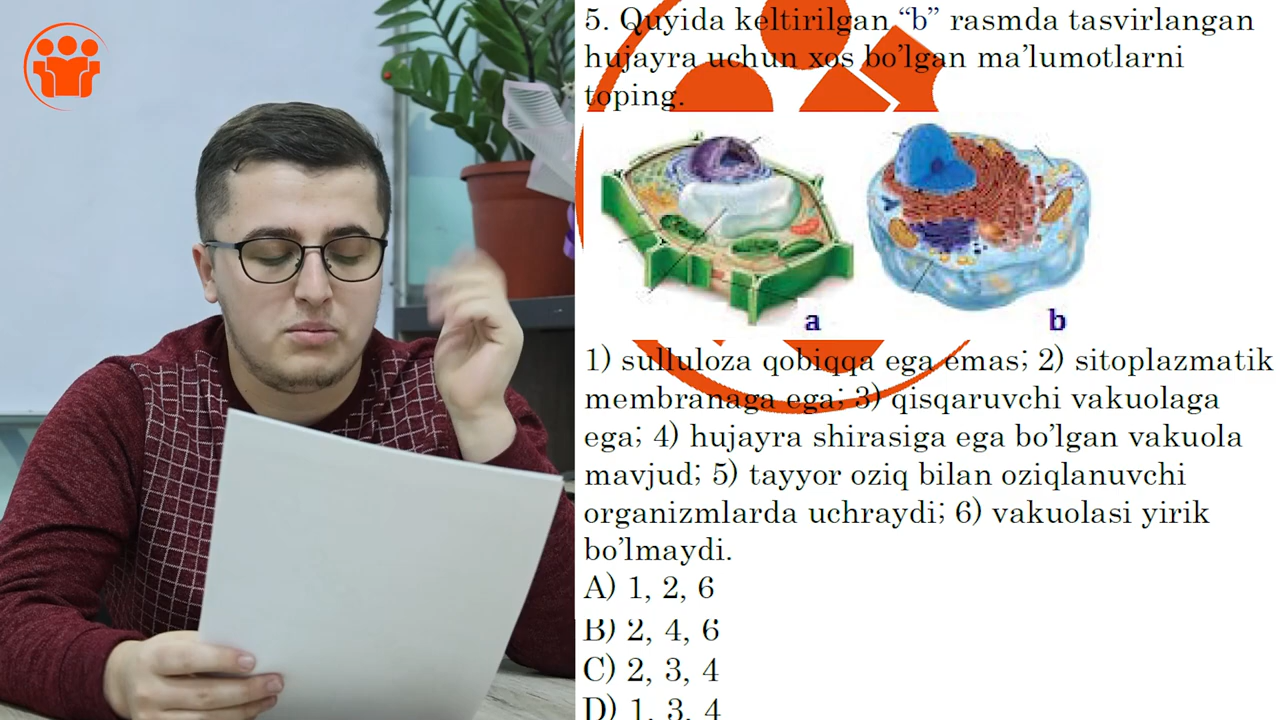 5. Quyida keltirilgan “b” rasmda tasvirlangan
hujayra uchun xos bo’lgan ma’lumotlarni
toping.
a
b
1) sulluloza qobiqqa ega emas; 2) sitoplazmatik
membranaga ega; 3) qisqaruvchi vakuolaga
ega; 4) hujayra shirasiga ega bo’lgan vakuola
mavjud; 5) tayyor oziq bilan oziqlanuvchi
organizmlarda uchraydi; 6) vakuolasi yirik
bo’lmaydi.
A) 1, 2, 6
B) 2, 4, 6
C) 2, 3, 4
D) 1, 3, 4